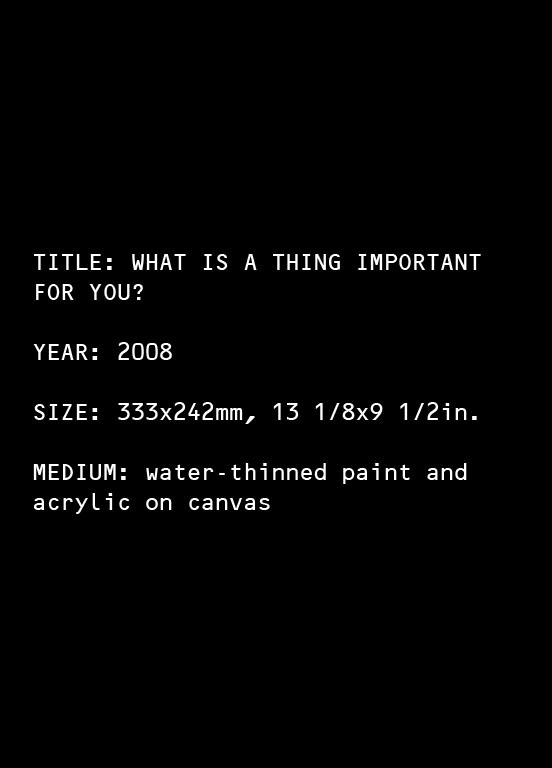 TITLE: WHAT IS A THING IMPORTANT
FOR YOU?
YEAR: 2008
SIZE: 333x242mm, 13 1/8x9 1/2in.
MEDIUM: water-thinned paint and
acrylic on canvas